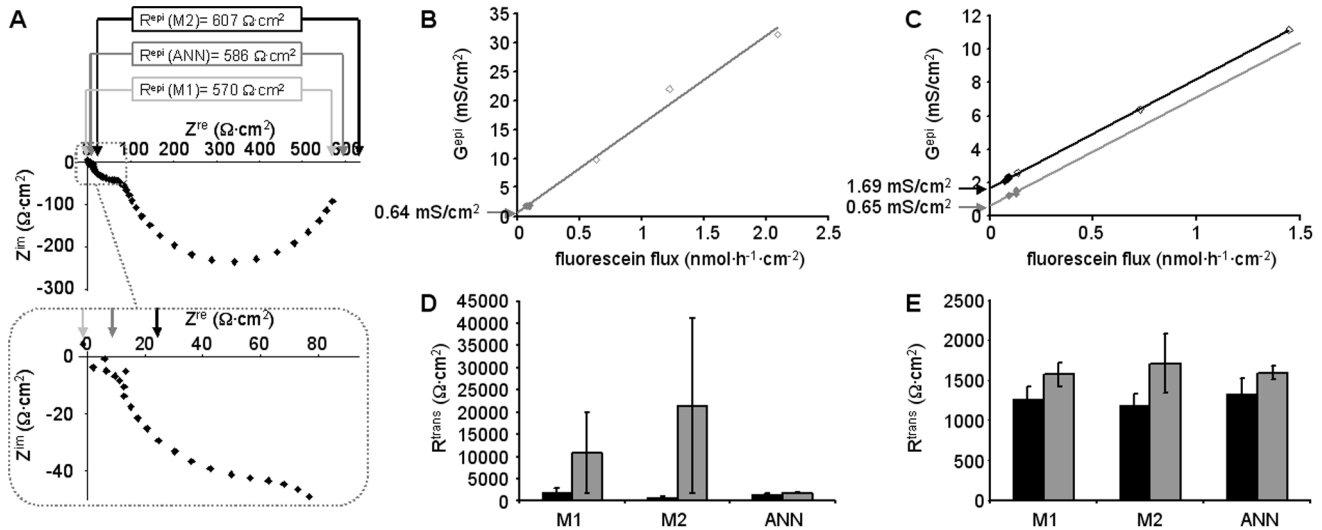 A
R^epi (M2)= 607 Ω·cm²
R^epi (ANN)= 586 Ω·cm²
R^epi (M1)= 570 Ω·cm²
Z^re (Ω·cm²)
0 100 200 300 400 500 600
0
-100
-200
-300
Z^im (Ω·cm²)
Z^re (Ω·cm²)
0 20 40 60 80
0
-20
-40
Z^im (Ω·cm²)
B
35
30
25
20
15
10
5
0
G^epi (mS/cm²)
0.64 mS/cm²
0 0.5 1 1.5 2 2.5
fluorescein flux (nmol·h⁻¹·cm⁻²)
C
12
10
8
6
4
2
0
G^epi (mS/cm²)
1.69 mS/cm²
0.65 mS/cm²
0 0.5 1 1.5
fluorescein flux (nmol·h⁻¹·cm⁻²)
D
45000
40000
35000
30000
25000
20000
15000
10000
5000
0
R^trans (Ω·cm²)
M1 M2 ANN
E
2500
2000
1500
1000
500
0
R^trans (Ω·cm²)
M1 M2 ANN